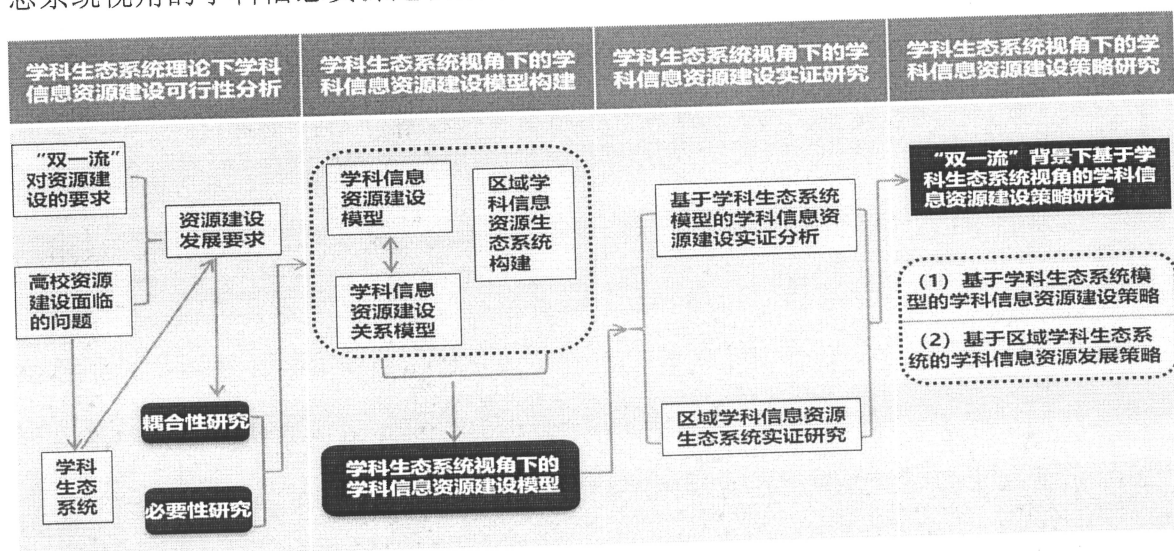 学科生态系统理论下学科
信息资源建设可行性分析
学科生态系统视角下的学
科信息资源建设模型构建
学科生态系统视角下的学
科信息资源建设实证研究
学科生态系统视角下的学
科信息资源建设策略研究
“双一流”
对资源建
设的要求
高校资源
建设面临
的问题
资源建设
发展要求
耦合性研究
必要性研究
学科
生态
系统
学科信息
资源建设
模型
学科信息
资源建设
关系模型
区域学
科信息
资源生
态系统
构建
学科生态系统视角下的
学科信息资源建设模型
基于学科生态系统
模型的学科信息资
源建设实证分析
区域学科信息资源
生态系统实证研究
“双一流”背景下基于学
科生态系统视角的学科信
息资源建设策略研究
（1）基于学科生态系统模
型的学科信息资源建设策略
（2）基于区域学科生态系
统的学科信息资源发展策略